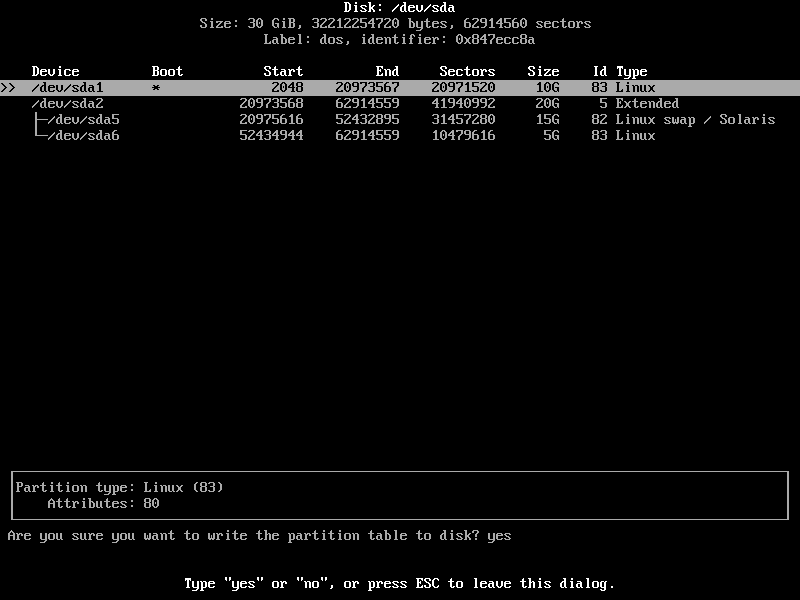 Disk: /dev/sda
Size: 30 GiB, 32212254720 bytes, 62914560 sectors
Label: dos, identifier: 0x847ecc8a
Device Boot Start End Sectors Size Id Type
>> /dev/sda1 * 2048 20973567 20971520 10G 83 Linux
/dev/sda2 20973568 62914559 41940992 20G 5 Extended
├─/dev/sda5 20975616 52432895 31457280 15G 82 Linux swap / Solaris
└─/dev/sda6 52434944 62914559 10479616 5G 83 Linux
Partition type: Linux (83)
Attributes: 80
Are you sure you want to write the partition table to disk? yes
Type "yes" or "no", or press ESC to leave this dialog.